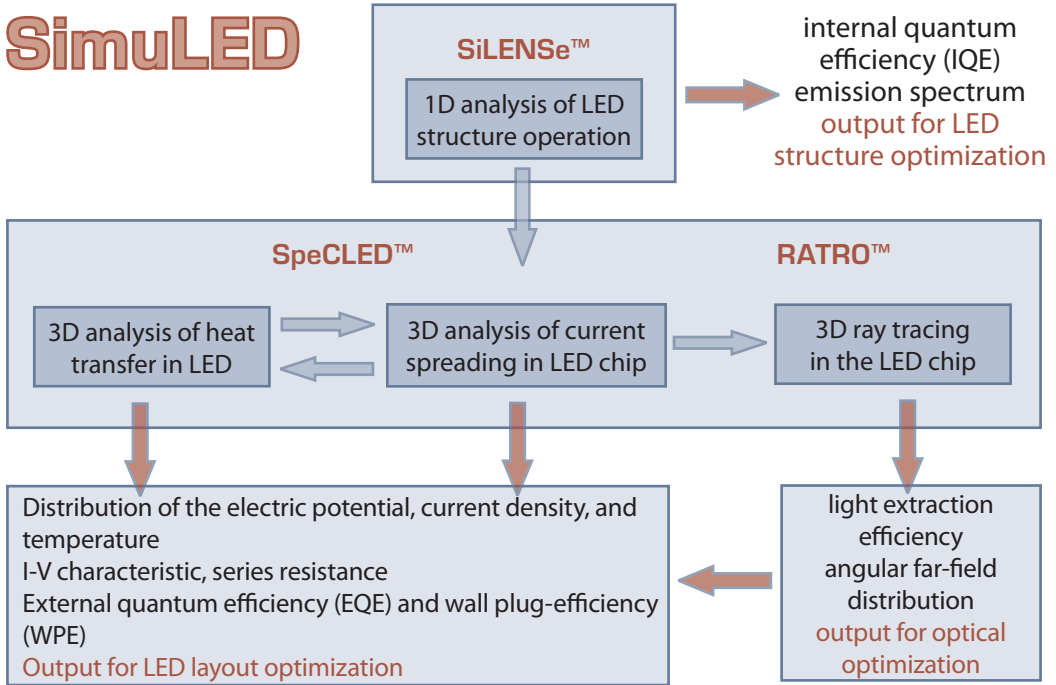 SimuLED
SiLENSe™
1D analysis of LED
structure operation
internal quantum
efficiency (IQE)
emission spectrum
output for LED
structure optimization
SpeCLED™
RATRO™
3D analysis of heat
transfer in LED
3D analysis of current
spreading in LED chip
3D ray tracing
in the LED chip
Distribution of the electric potential, current density, and
temperature
I-V characteristic, series resistance
External quantum efficiency (EQE) and wall plug-efficiency
(WPE)
Output for LED layout optimization
light extraction
efficiency
angular far-field
distribution
output for optical
optimization